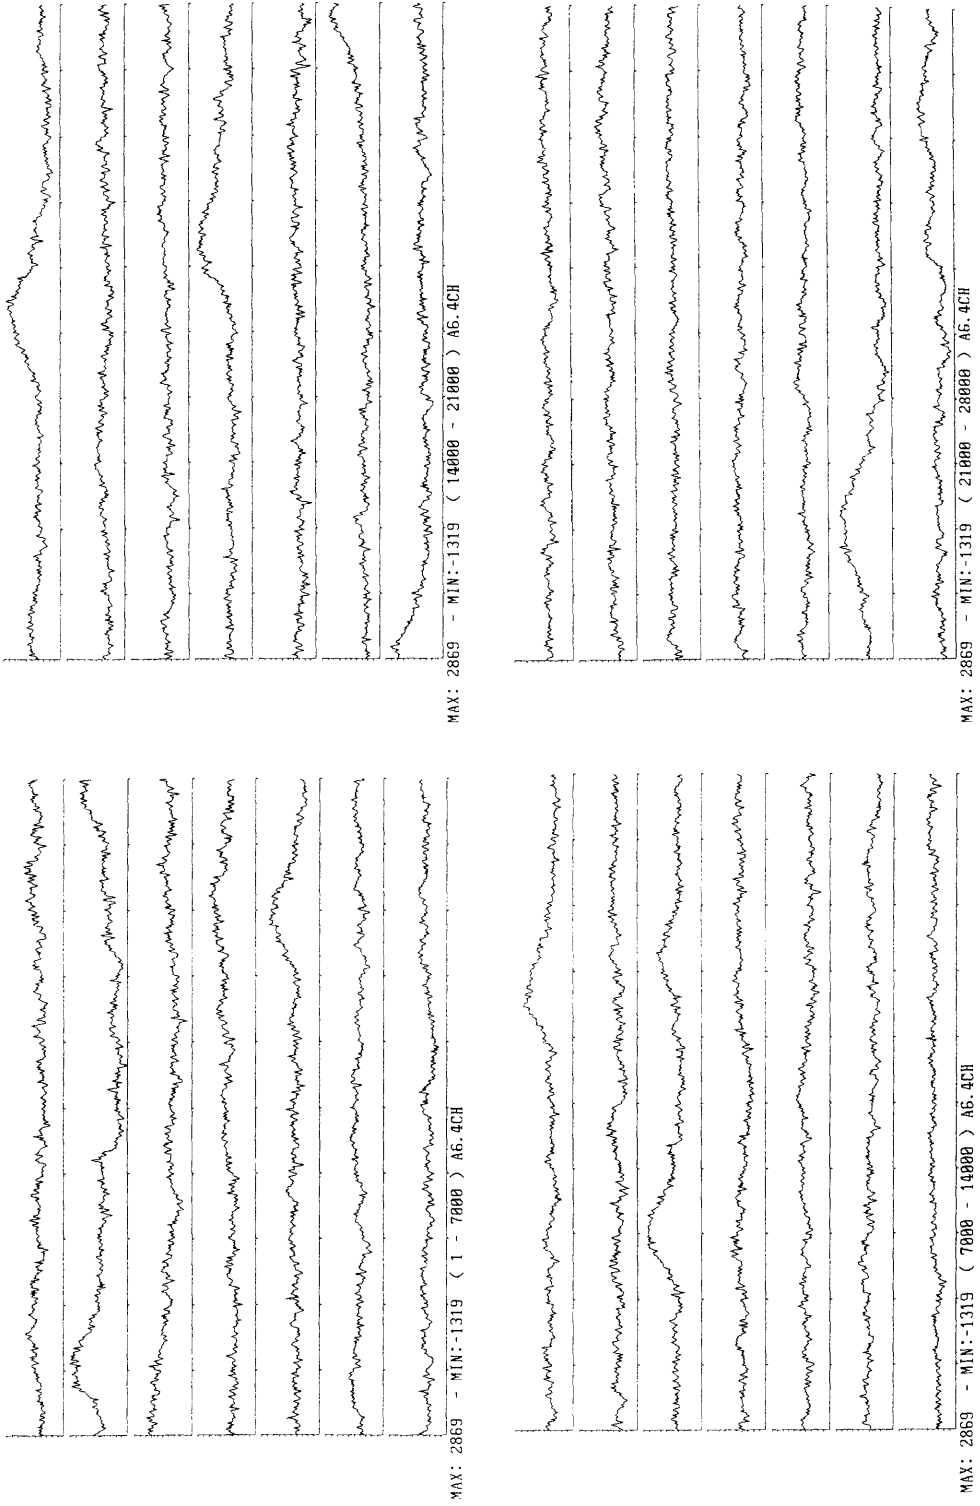 MAX: 2869 - MIN:-1319 ( 1 - 7000 ) A6.4CH
MAX: 2869 - MIN:-1319 ( 7000 - 14000 ) A6.4CH
MAX: 2869 - MIN:-1319 ( 14000 - 21000 ) A6.4CH
MAX: 2869 - MIN:-1319 ( 21000 - 28000 ) A6.4CH